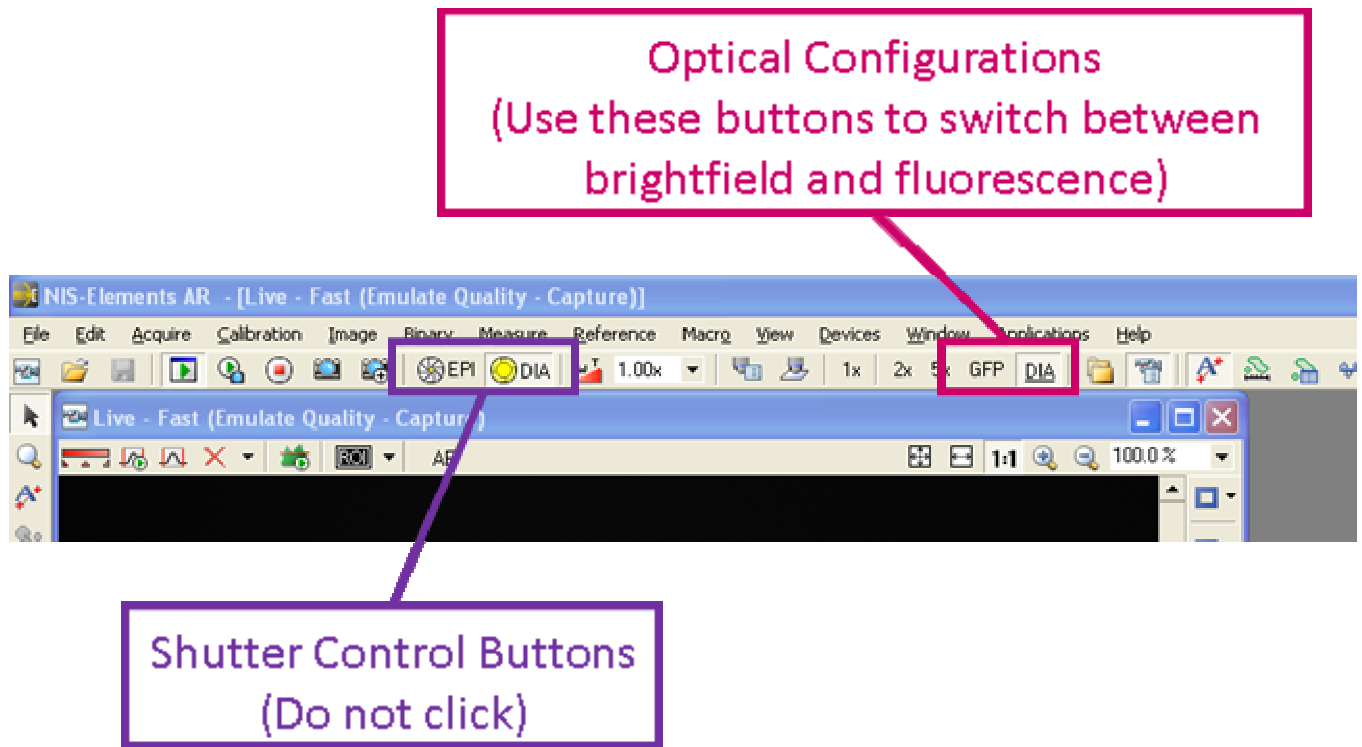 Optical Configurations
(Use these buttons to switch between
brightfield and fluorescence)
NIS-Elements AR - [Live - Fast (Emulate Quality - Capture)]
File Edit Acquire Calibration Image Binary Measure Reference Macro View Devices Window Applications Help
EPI DIA 1.00x 1x 2x 5x GFP DIA
Live - Fast (Emulate Quality - Capture)
ROI 1:1 100.0 %
Shutter Control Buttons
(Do not click)